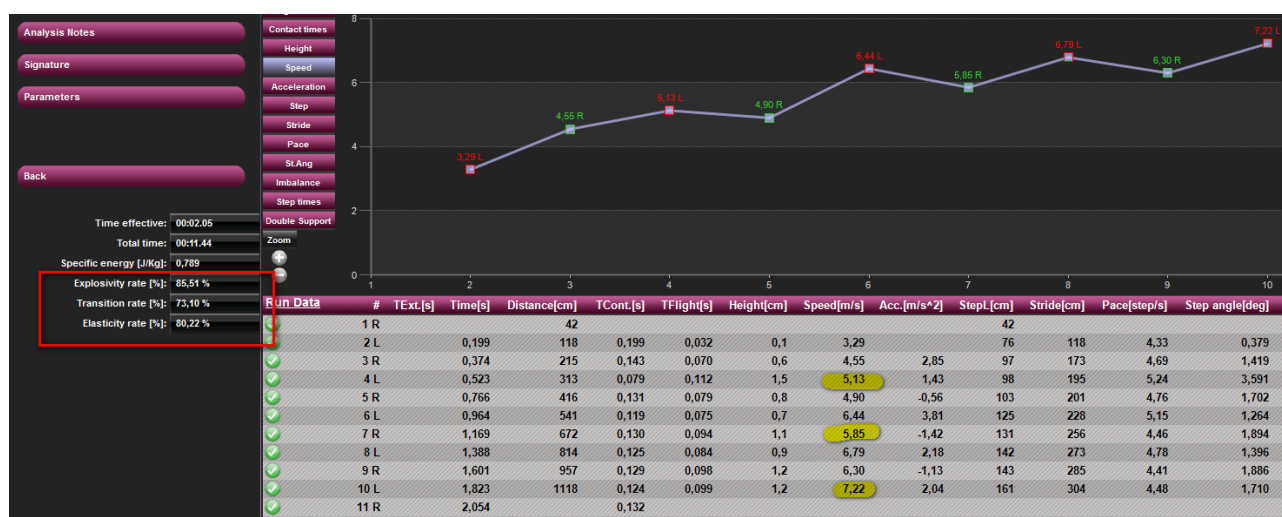 Analysis Notes
Signature
Parameters
Back
Time effective: 00:02.05
Total time: 00:11.44
Specific energy [J/Kg]: 0,789
Explosivity rate [%]: 85,51 %
Transition rate [%]: 73,10 %
Elasticity rate [%]: 80,22 %
Contact times
Height
Speed
Acceleration
Step
Stride
Pace
St.Ang
Imbalance
Step times
Double Support
Zoom
8
6
4
2
0
3,29 L
4,55 R
5,13 L
4,90 R
6,44 L
5,85 R
6,79 L
6,30 R
7,22 L
1 2 3 4 5 6 7 8 9 10
Run Data # TExt.[s] Time[s] Distance[cm] TCont.[s] TFlight[s] Height[cm] Speed[m/s] Acc.[m/s^2] StepL[cm] Stride[cm] Pace[step/s] Step angle[deg]
1 R 42 42
2 L 0,199 118 0,199 0,032 0,1 3,29 76 118 4,33 0,379
3 R 0,374 215 0,143 0,070 0,6 4,55 2,85 97 173 4,69 1,419
4 L 0,523 313 0,079 0,112 1,5 5,13 1,43 98 195 5,24 3,591
5 R 0,766 416 0,131 0,079 0,8 4,90 -0,56 103 201 4,76 1,702
6 L 0,964 541 0,119 0,075 0,7 6,44 3,81 125 228 5,15 1,264
7 R 1,169 672 0,130 0,094 1,1 5,85 -1,42 131 256 4,46 1,894
8 L 1,388 814 0,125 0,084 0,9 6,79 2,18 142 273 4,78 1,396
9 R 1,601 957 0,129 0,098 1,2 6,30 -1,13 143 285 4,41 1,886
10 L 1,823 1118 0,124 0,099 1,2 7,22 2,04 161 304 4,48 1,710
11 R 2,054 0,132